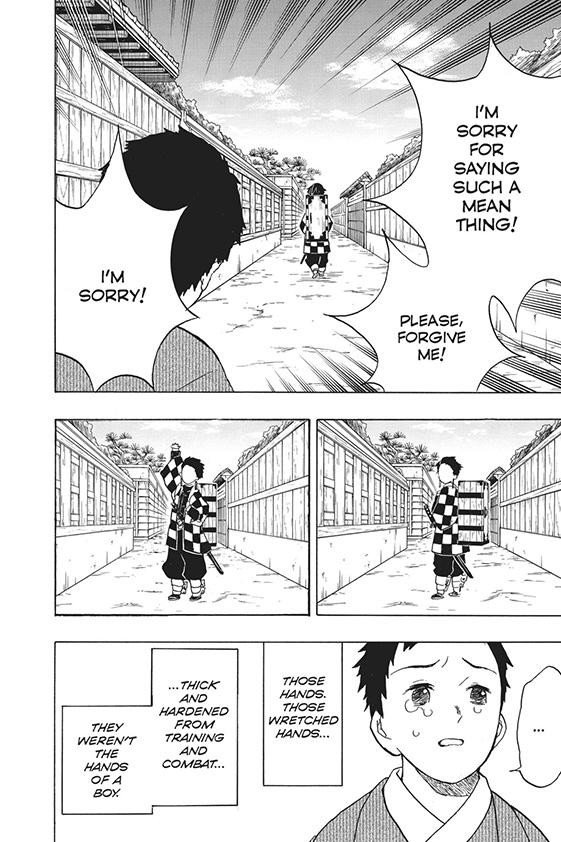 I'M
SORRY
FOR
SAYING
SUCH A
MEAN
THING!
PLEASE,
FORGIVE
ME!
I'M
SORRY!
...
THOSE
HANDS.
THOSE
WRETCHED
HANDS...
...THICK
AND
HARDENED
FROM
TRAINING
AND
COMBAT...
THEY
WEREN'T
THE
HANDS
OF A
BOY.